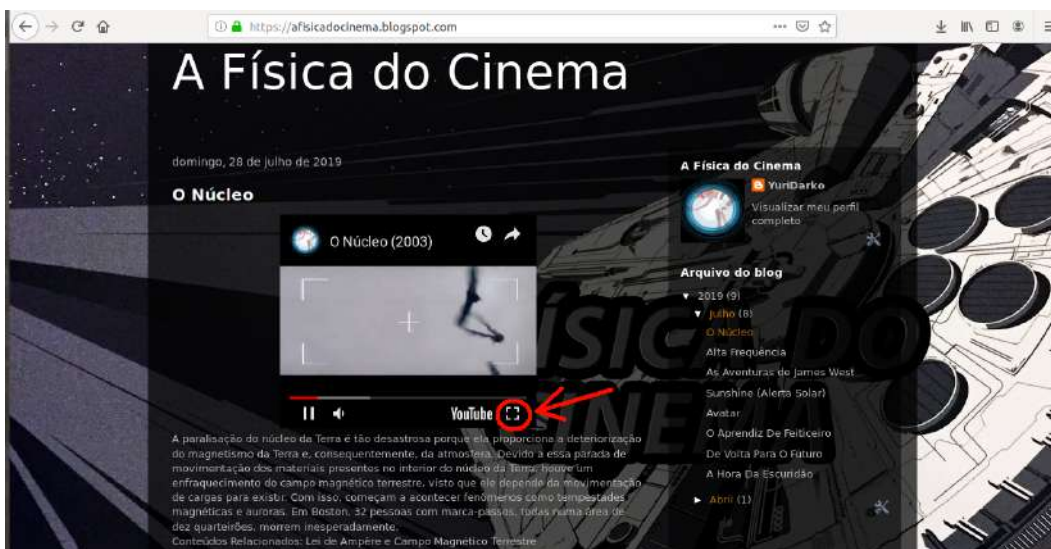 https://afisicadocinema.blogspot.com
A Física do Cinema
domingo, 28 de julho de 2019
O Núcleo
O Núcleo (2003)
YouTube
A paralisação do núcleo da Terra é tão desastrosa porque ela proporciona a deteriorização
do magnetismo da Terra e, consequentemente, da atmosfera. Devido a essa parada de
movimentação dos materiais presentes no interior do núcleo da Terra, houve um
enfraquecimento do campo magnético terrestre, visto que ele depende da movimentação
de cargas para existir. Com isso, começam a acontecer fenômenos como tempestades
magnéticas e auroras. Em Boston, 32 pessoas com marca-passos, todas numa área de
dez quarteirões, morrem inesperadamente.
Conteúdos Relacionados: Lei de Ampère e Campo Magnético Terrestre
A Física do Cinema
YuriDarko
Visualizar meu perfil
completo
Arquivo do blog
▼ 2019 (9)
▼ Julho (8)
O Núcleo
Alta Frequência
As Aventuras de James West
Sunshine (Alerta Solar)
Avatar
O Aprendiz De Feiticeiro
De Volta Para O Futuro
A Hora Da Escuridão
► Abril (1)
FÍSICA DO
CINEMA